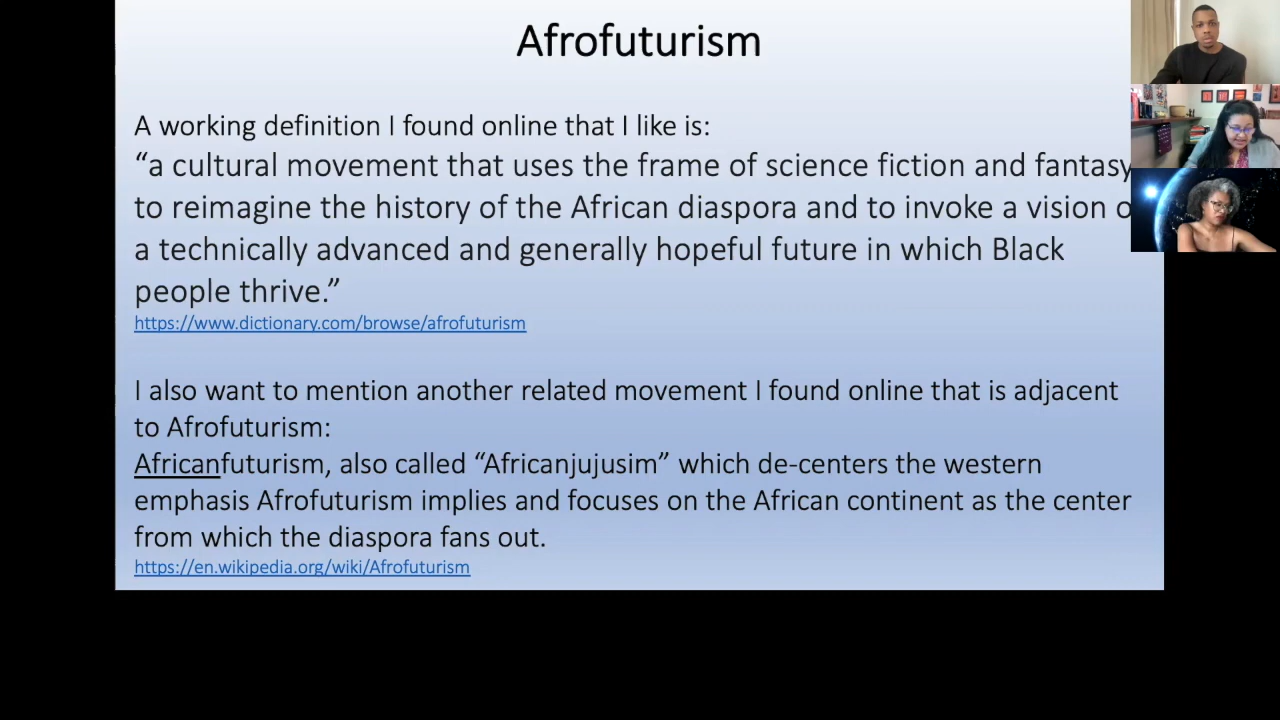 Afrofuturism
A working definition I found online that I like is:
“a cultural movement that uses the frame of science fiction and fantasy
to reimagine the history of the African diaspora and to invoke a vision
a technically advanced and generally hopeful future in which Black
people thrive.”
https://www.dictionary.com/browse/afrofuturism
I also want to mention another related movement I found online that is adjacent
to Afrofuturism:
Africanfuturism, also called “Africanjujusim” which de-centers the western
emphasis Afrofuturism implies and focuses on the African continent as the center
from which the diaspora fans out.
https://en.wikipedia.org/wiki/Afrofuturism